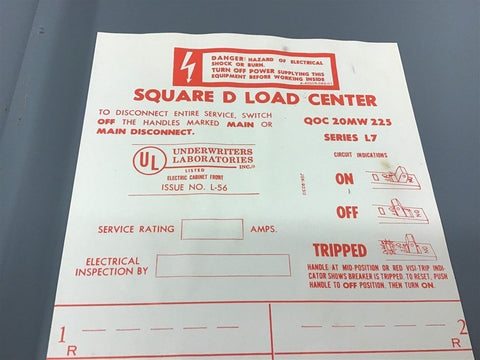 DANGER: HAZARD OF ELECTRICAL
SHOCK OR BURN.
TURN OFF POWER SUPPLYING THIS
EQUIPMENT BEFORE WORKING INSIDE
SQUARE D LOAD CENTER
TO DISCONNECT ENTIRE SERVICE, SWITCH
OFF THE HANDLES MARKED MAIN OR
MAIN DISCONNECT.
QOC 20MW 225
SERIES L7
UL
UNDERWRITERS
LABORATORIES
INC.®
LISTED
ELECTRIC CABINET FRONT
ISSUE NO. L-56
CIRCUIT INDICATIONS
ON
OFF
TRIPPED
HANDLE AT MID-POSITION OR RED VISI-TRIP INDI-
CATOR SHOWS BREAKER IS TRIPPED. TO RESET, PUSH
HANDLE TO OFF POSITION, THEN TURN ON.
SERVICE RATING AMPS.
ELECTRICAL
INSPECTION BY
1
R
2
R